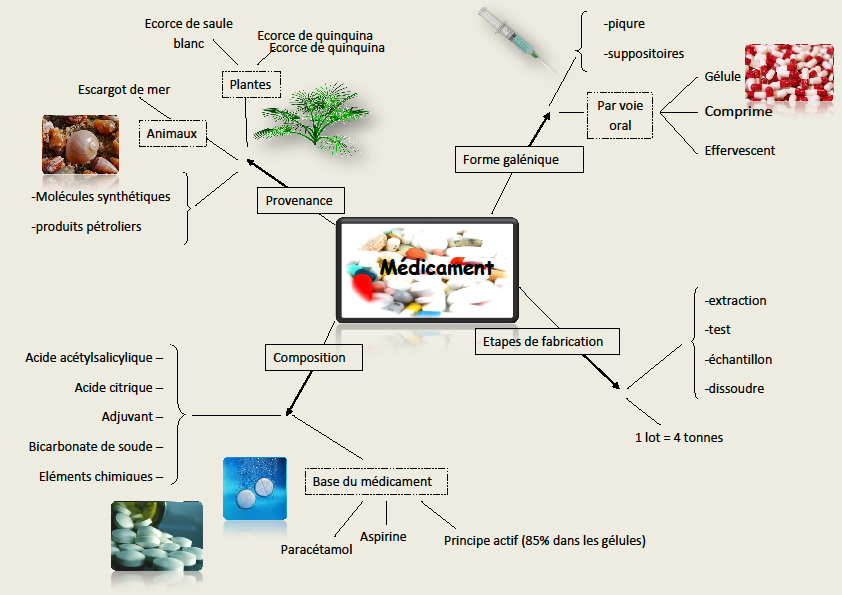 Ecorce de saule
blanc
Ecorce de quinquina
Ecorce de quinquina
Plantes
Escargot de mer
Animaux
-Molécules synthétiques
-produits pétroliers
Provenance
-piqure
-suppositoires
Par voie
oral
Gélule
Comprime
Effervescent
Forme galénique
Médicament
Etapes de fabrication
-extraction
-test
-échantillon
-dissoudre
1 lot = 4 tonnes
Composition
Acide acétylsalicylique –
Acide citrique –
Adjuvant –
Bicarbonate de soude –
Eléments chimiques –
Base du médicament
Paracétamol
Aspirine
Principe actif (85% dans les gélules)